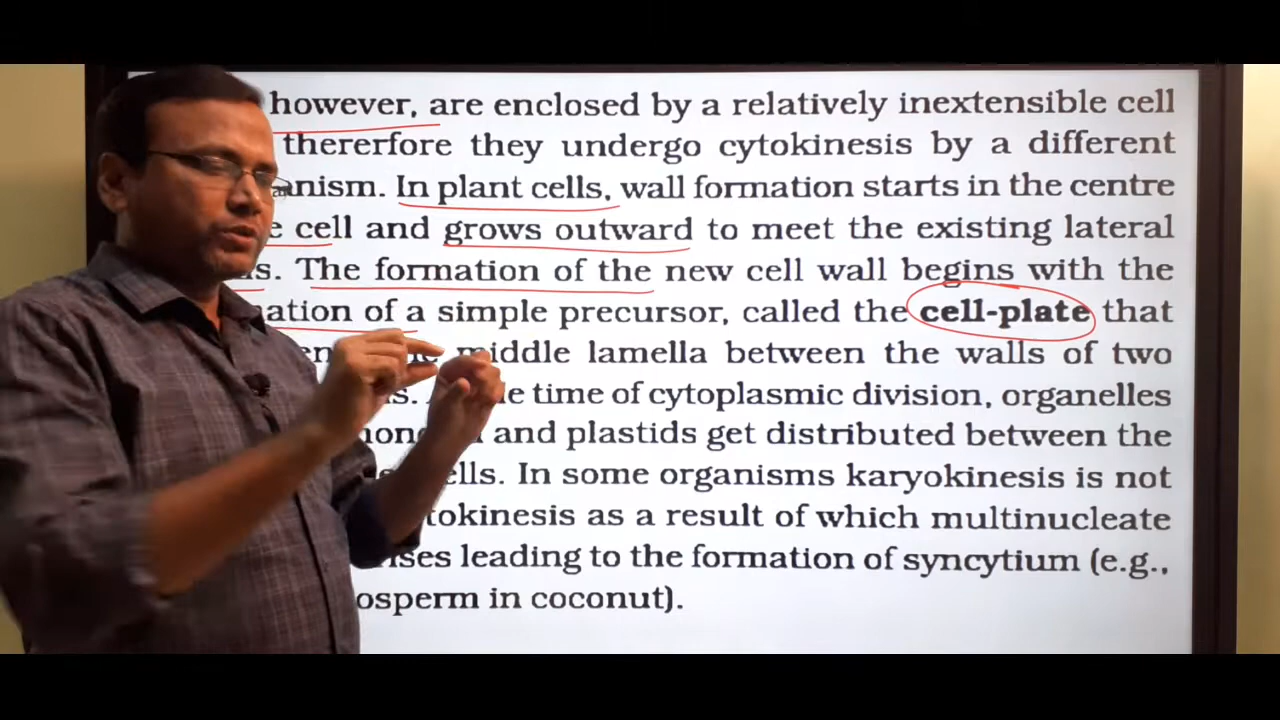 however, are enclosed by a relatively inextensible cell
thererfore they undergo cytokinesis by a different
anism. In plant cells, wall formation starts in the centre
e cell and grows outward to meet the existing lateral
s. The formation of the new cell wall begins with the
ation of a simple precursor, called the cell-plate that
middle lamella between the walls of two
s. time of cytoplasmic division, organelles
and plastids get distributed between the
ells. In some organisms karyokinesis is not
tokinesis as a result of which multinucleate
ises leading to the formation of syncytium (e.g.,
osperm in coconut).